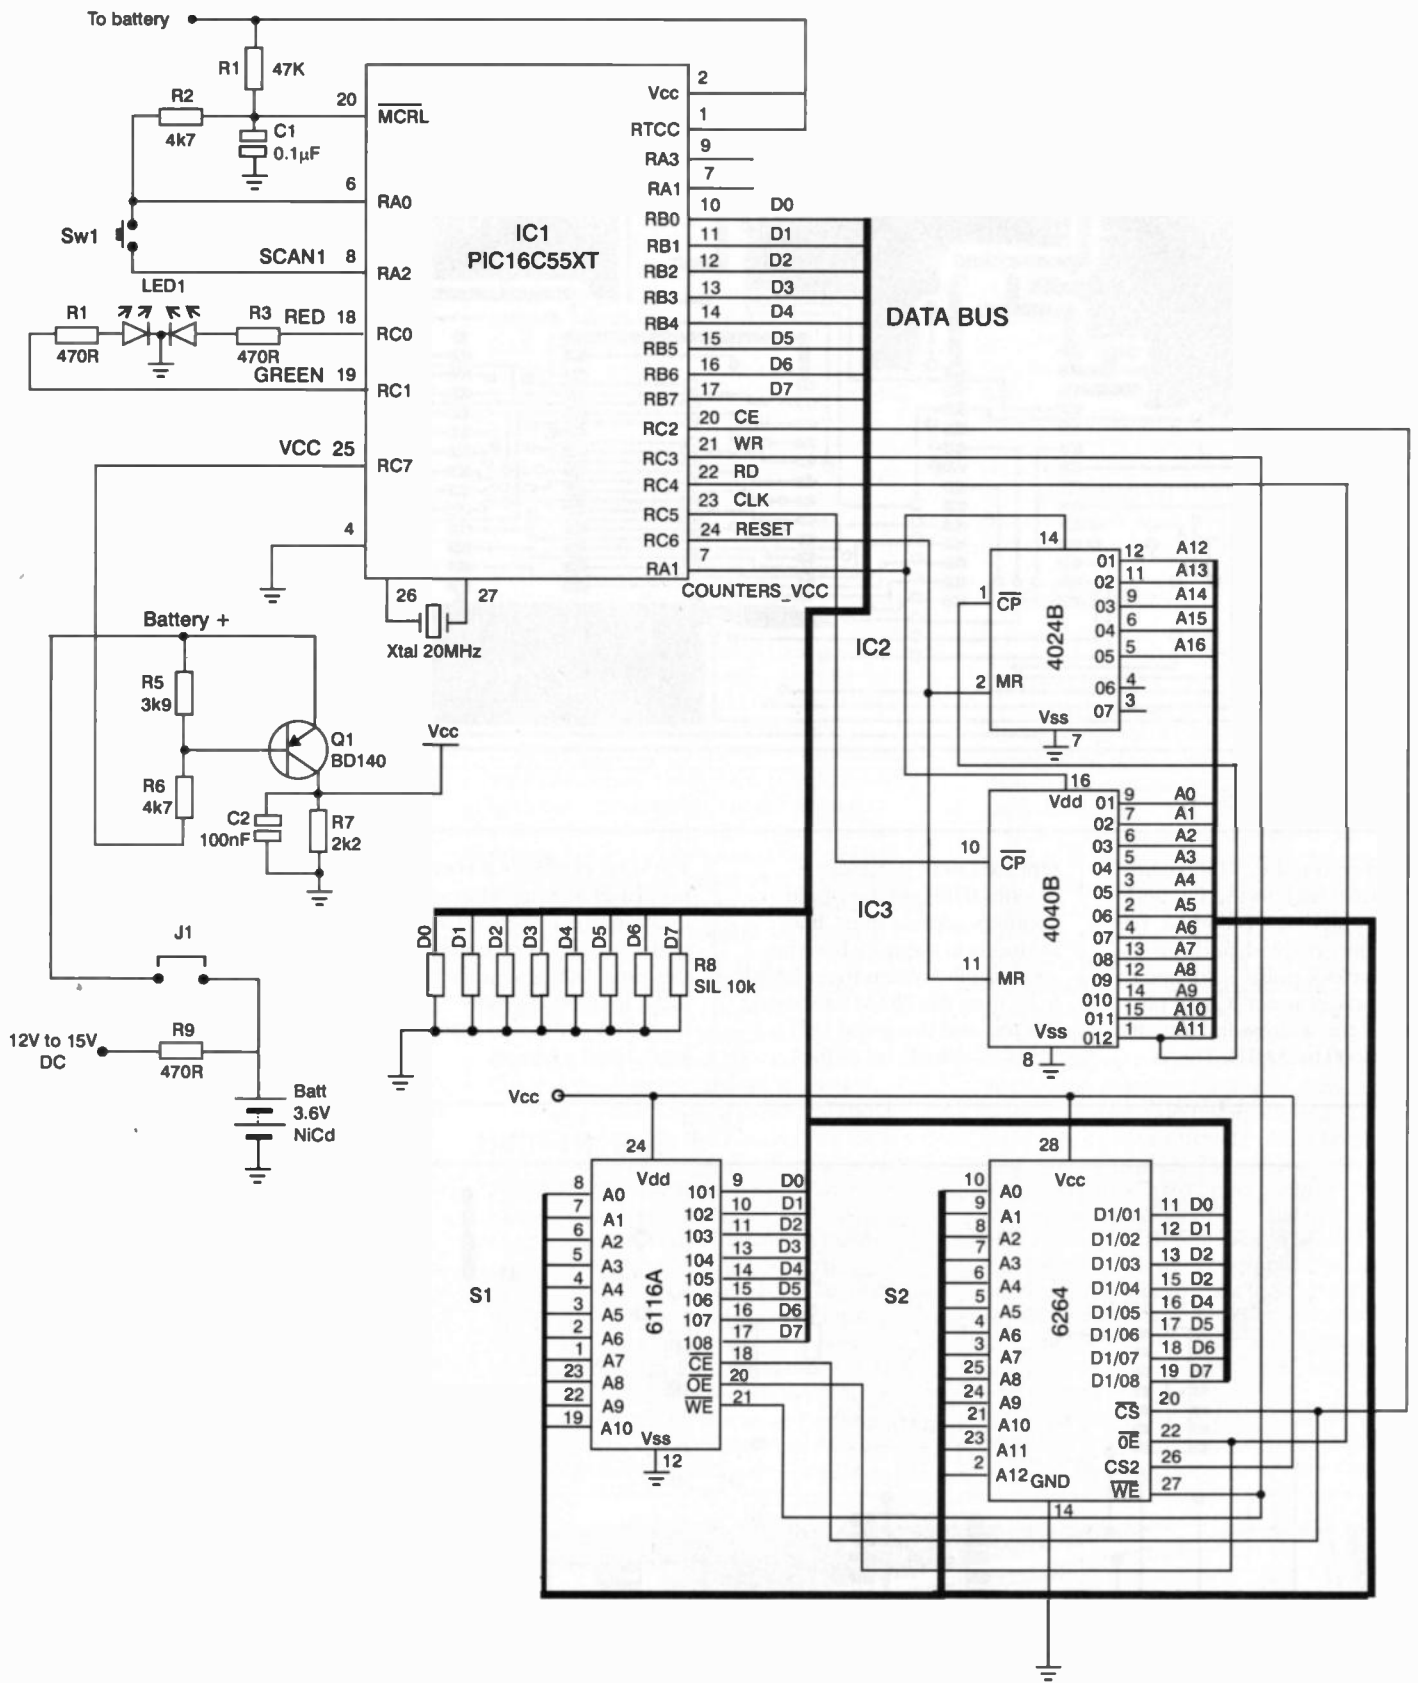 To battery
R1 47K
R2
4k7
C1
0.1µF
20 MCRL
6 RA0
Sw1
SCAN1 8 RA2
LED1
R1
470R
R3
470R
RED 18 RC0
GREEN 19 RC1
VCC 25 RC7
4
IC1
PIC16C55XT
2
Vcc
1
RTCC
9
RA3
7
RA1
RB0 10 D0
RB1 11 D1
RB2 12 D2
RB3 13 D3
RB4 14 D4
RB5 15 D5
RB6 16 D6
RB7 17 D7
RC2 20 CE
RC3 21 WR
RC4 22 RD
RC5 23 CLK
RC6 24 RESET
RA1 7
COUNTERS_VCC
DATA BUS
26 27
Xtal 20MHz
Battery +
R5
3k9
R6
4k7
Q1
BD140
Vcc
C2
100nF
R7
2k2
J1
12V to 15V
DC
R9
470R
Batt
3.6V
NiCd
IC2
4024B
14
1 CP
2 MR
Vss
7
01 12 A12
02 11 A13
03 9 A14
04 6 A15
05 5 A16
06 4
07 3
IC3
4040B
16
Vdd
10 CP
11 MR
Vss
8
01 9 A0
02 7 A1
03 6 A2
04 5 A3
05 3 A4
06 2 A5
07 4 A6
08 13 A7
09 12 A8
010 14 A9
011 15 A10
012 1 A11
D0 D1 D2 D3 D4 D5 D6 D7
R8
SIL 10k
Vcc
S1
6116A
24
Vdd
8 A0
7 A1
6 A2
5 A3
4 A4
3 A5
2 A6
1 A7
23 A8
22 A9
19 A10
Vss
12
101 9 D0
102 10 D1
103 11 D2
104 13 D3
105 14 D4
106 15 D5
107 16 D6
108 17 D7
CE 18
OE 20
WE 21
S2
6264
28
Vcc
10 A0
9 A1
8 A2
7 A3
6 A4
5 A5
4 A6
3 A7
25 A8
24 A9
21 A10
23 A11
2 A12
GND
14
D1/01 11 D0
D1/02 12 D1
D1/03 13 D2
D1/04 15 D2
D1/05 16 D4
D1/06 17 D5
D1/07 18 D6
D1/08 19 D7
CS 20
0E 22
CS2 26
WE 27